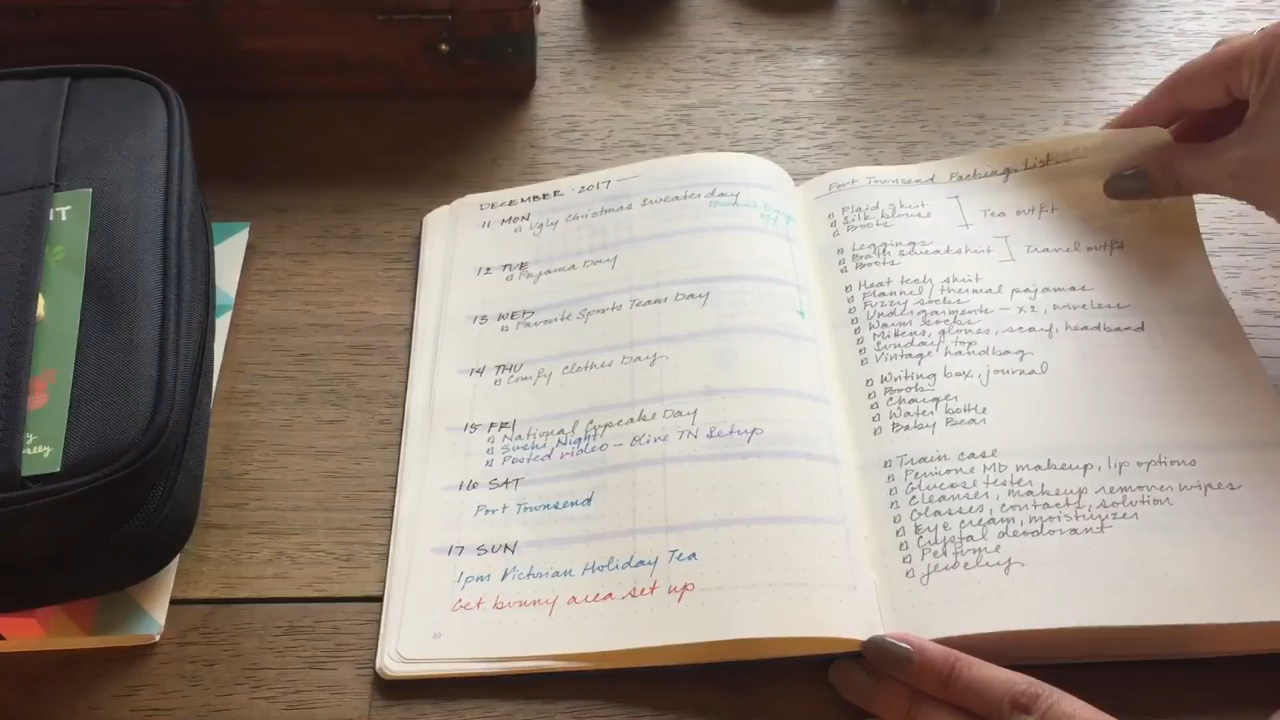 DECEMBER · 2017
11 MON
Ugly Christmas Sweater day
12 TUE
Pajama Day
13 WED
Favorite Sports Team Day
14 THU
Comfy Clothes Day
15 FRI
National Cupcake Day
Sushi Night!
Posted video - Olive TN Setup
16 SAT
Port Townsend
17 SUN
1pm Victorian Holiday Tea
Get bunny area set up
Port Townsend Packing List:
Plaid skirt
Silk blouse
Boots
Tea outfit
Leggings
Sweatshirt
Boots
Travel outfit
Heat tech shirt
Flannel/thermal pajamas
Fuzzy socks
Undergarments - x2, wireless
Warm socks
Mittens, gloves, scarf, headband
Sunday top
Vintage handbag
Writing box, journal
Book
Charger
Water bottle
Baby Bear
Train case
Perricone MD makeup, lip options
Glucose tester
Cleanser, makeup remover wipes
Glasses, contacts, solution
Eye cream, moisturizer
Crystal deodorant
Perfume
Jewelry
IT